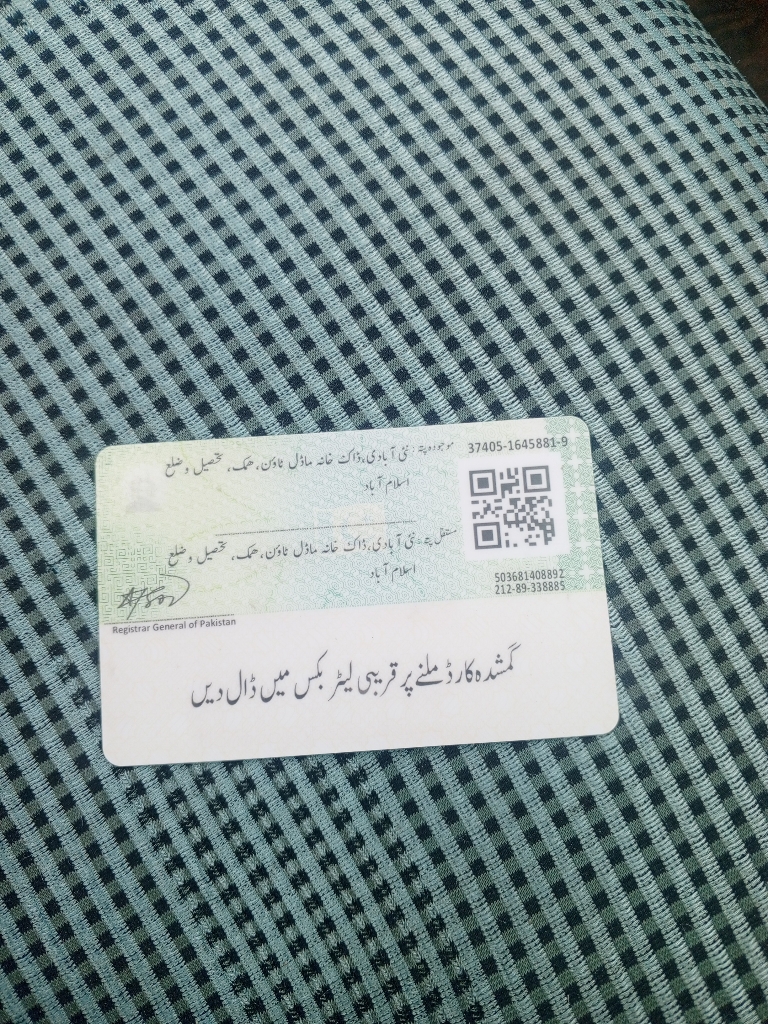 37405-1645881-9
موجودہ پتہ: نئی آبادی، ڈاک خانہ ماڈل ٹاؤن، ھمک، تحصیل و ضلع
اسلام آباد
مستقل پتہ: نئی آبادی، ڈاک خانہ ماڈل ٹاؤن، ھمک، تحصیل و ضلع
اسلام آباد
503681408892
212-89-338885
Registrar General of Pakistan
گمشدہ کارڈ ملنے پر قریبی لیٹر بکس میں ڈال دیں